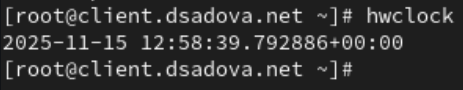 [root@client.dsadova.net ~]# hwclock
2025-11-15 12:58:39.792886+00:00
[root@client.dsadova.net ~]#